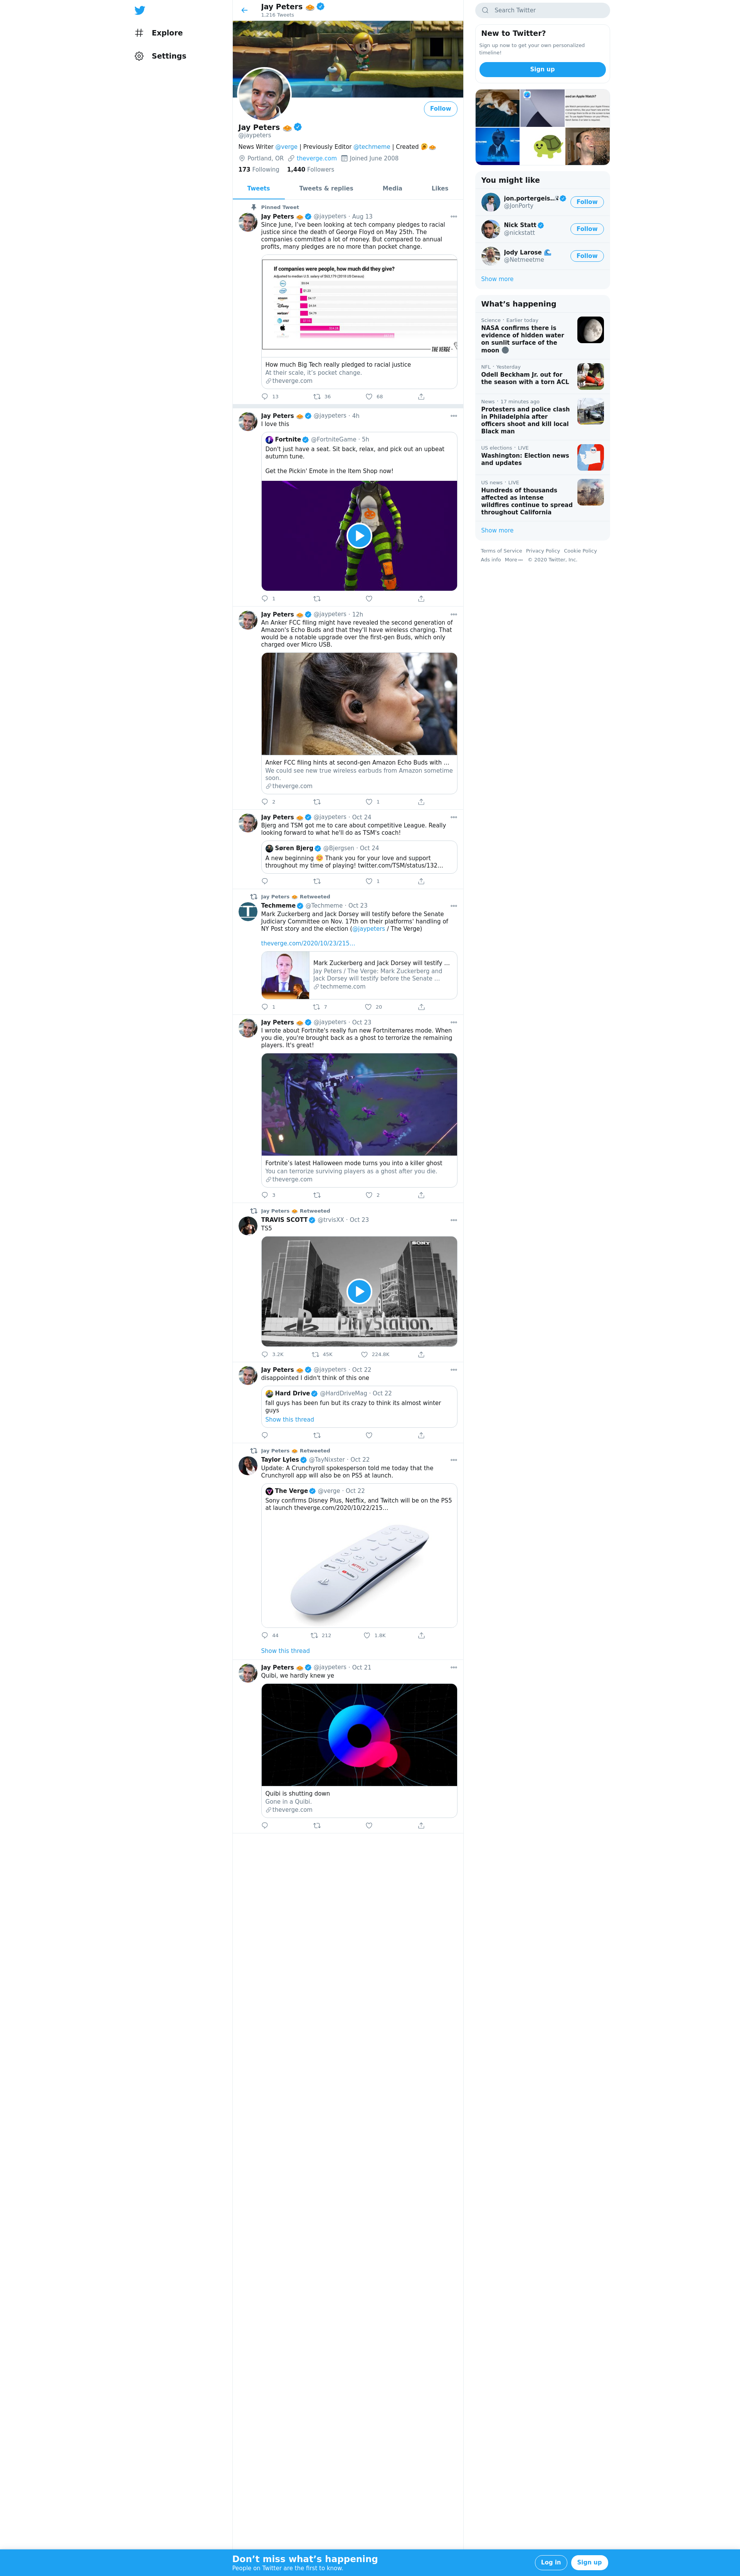 Explore
Settings
Jay Peters
1,216 Tweets
Follow
Jay Peters
@jaypeters
News Writer @verge | Previously Editor @techmeme | Created
Portland, OR theverge.com Joined June 2008
173 Following 1,440 Followers
Tweets Tweets & replies Media Likes
Pinned Tweet
Jay Peters @jaypeters · Aug 13
Since June, I've been looking at tech company pledges to racial
justice since the death of George Floyd on May 25th. The
companies committed a lot of money. But compared to annual
profits, many pledges are no more than pocket change.
If companies were people, how much did they give?
THE VERGE
How much Big Tech really pledged to racial justice
At their scale, it's pocket change.
theverge.com
13 36 68
Jay Peters @jaypeters · 4h
I love this
Fortnite @FortniteGame · 5h
Don't just have a seat. Sit back, relax, and pick out an upbeat
autumn tune.
Get the Pickin' Emote in the Item Shop now!
1
Jay Peters @jaypeters · 12h
An Anker FCC filing might have revealed the second generation of
Amazon's Echo Buds and that they'll have wireless charging. That
would be a notable upgrade over the first-gen Buds, which only
charged over Micro USB.
Anker FCC filing hints at second-gen Amazon Echo Buds with ...
We could see new true wireless earbuds from Amazon sometime
soon.
theverge.com
2 1
Jay Peters @jaypeters · Oct 24
Bjerg and TSM got me to care about competitive League. Really
looking forward to what he'll do as TSM's coach!
Søren Bjerg @Bjergsen · Oct 24
A new beginning Thank you for your love and support
throughout my time of playing! twitter.com/TSM/status/132…
1
Jay Peters Retweeted
Techmeme @Techmeme · Oct 23
Mark Zuckerberg and Jack Dorsey will testify before the Senate
Judiciary Committee on Nov. 17th on their platforms' handling of
NY Post story and the election (@jaypeters / The Verge)
theverge.com/2020/10/23/215…
Mark Zuckerberg and Jack Dorsey will testify ...
Jay Peters / The Verge: Mark Zuckerberg and
Jack Dorsey will testify before the Senate ...
techmeme.com
1 7 20
Jay Peters @jaypeters · Oct 23
I wrote about Fortnite's really fun new Fortnitemares mode. When
you die, you're brought back as a ghost to terrorize the remaining
players. It's great!
Fortnite's latest Halloween mode turns you into a killer ghost
You can terrorize surviving players as a ghost after you die.
theverge.com
3 2
Jay Peters Retweeted
TRAVIS SCOTT @trvisXX · Oct 23
TS5
SONY
PlayStation.
3.2K 45K 224.8K
Jay Peters @jaypeters · Oct 22
disappointed I didn't think of this one
Hard Drive @HardDriveMag · Oct 22
fall guys has been fun but its crazy to think its almost winter
guys
Show this thread
Jay Peters Retweeted
Taylor Lyles @TayNixster · Oct 22
Update: A Crunchyroll spokesperson told me today that the
Crunchyroll app will also be on PS5 at launch.
The Verge @verge · Oct 22
Sony confirms Disney Plus, Netflix, and Twitch will be on the PS5
at launch theverge.com/2020/10/22/215…
44 212 1.8K
Show this thread
Jay Peters @jaypeters · Oct 21
Quibi, we hardly knew ye
Quibi is shutting down
Gone in a Quibi.
theverge.com
Search Twitter
New to Twitter?
Sign up now to get your own personalized
timeline!
Sign up
You might like
jon.portergeis…
@JonPorty
Follow
Nick Statt
@nickstatt
Follow
Jody Larose
@Netmeetme
Follow
Show more
What's happening
Science · Earlier today
NASA confirms there is
evidence of hidden water
on sunlit surface of the
moon
NFL · Yesterday
Odell Beckham Jr. out for
the season with a torn ACL
News · 17 minutes ago
Protesters and police clash
in Philadelphia after
officers shoot and kill local
Black man
US elections · LIVE
Washington: Election news
and updates
US news · LIVE
Hundreds of thousands
affected as intense
wildfires continue to spread
throughout California
Show more
Terms of Service Privacy Policy Cookie Policy
Ads info More © 2020 Twitter, Inc.
Don't miss what's happening
People on Twitter are the first to know.
Log in Sign up